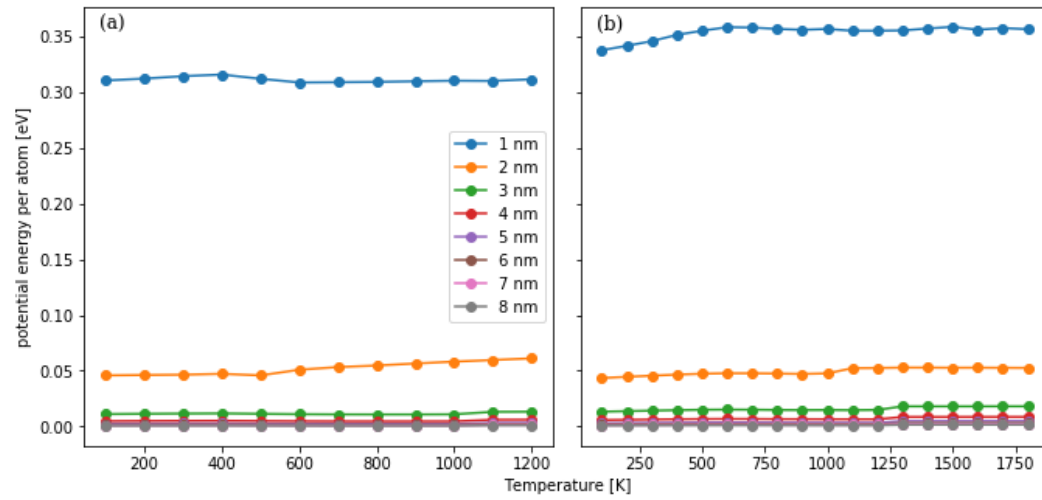 (a)
(b)
potential energy per atom [eV]
0.35
0.30
0.25
0.20
0.15
0.10
0.05
0.00
1 nm
2 nm
3 nm
4 nm
5 nm
6 nm
7 nm
8 nm
200 400 600 800 1000 1200
250 500 750 1000 1250 1500 1750
Temperature [K]